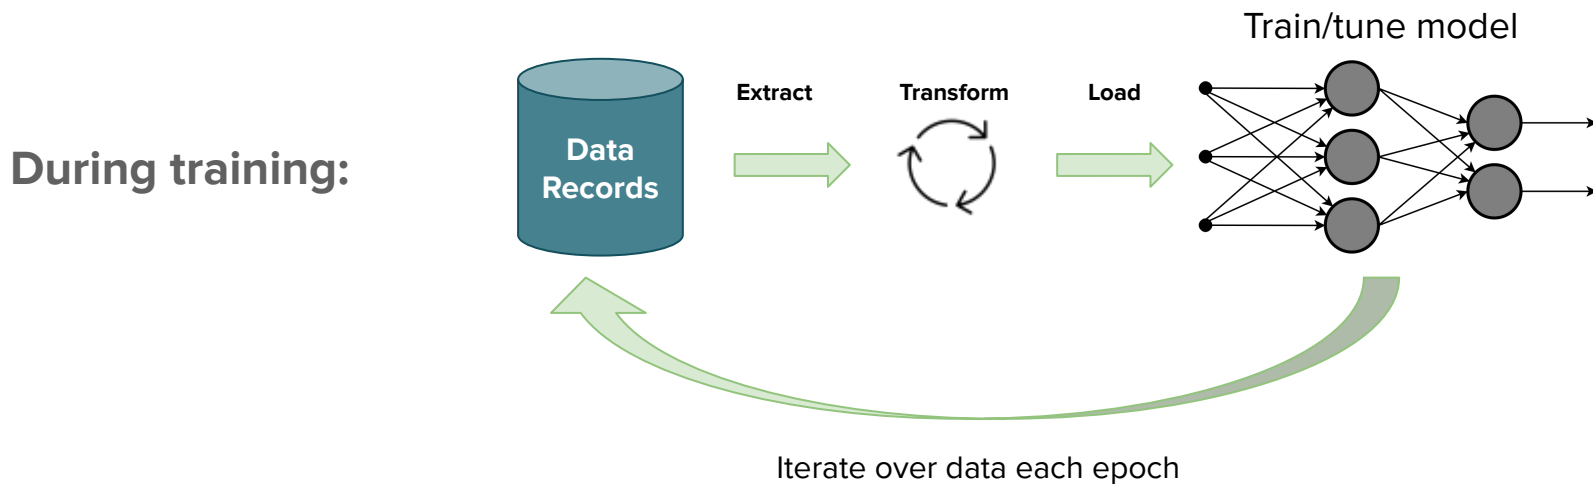 Train/tune model
Extract
Transform
Load
During training:
Data
Records
Iterate over data each epoch